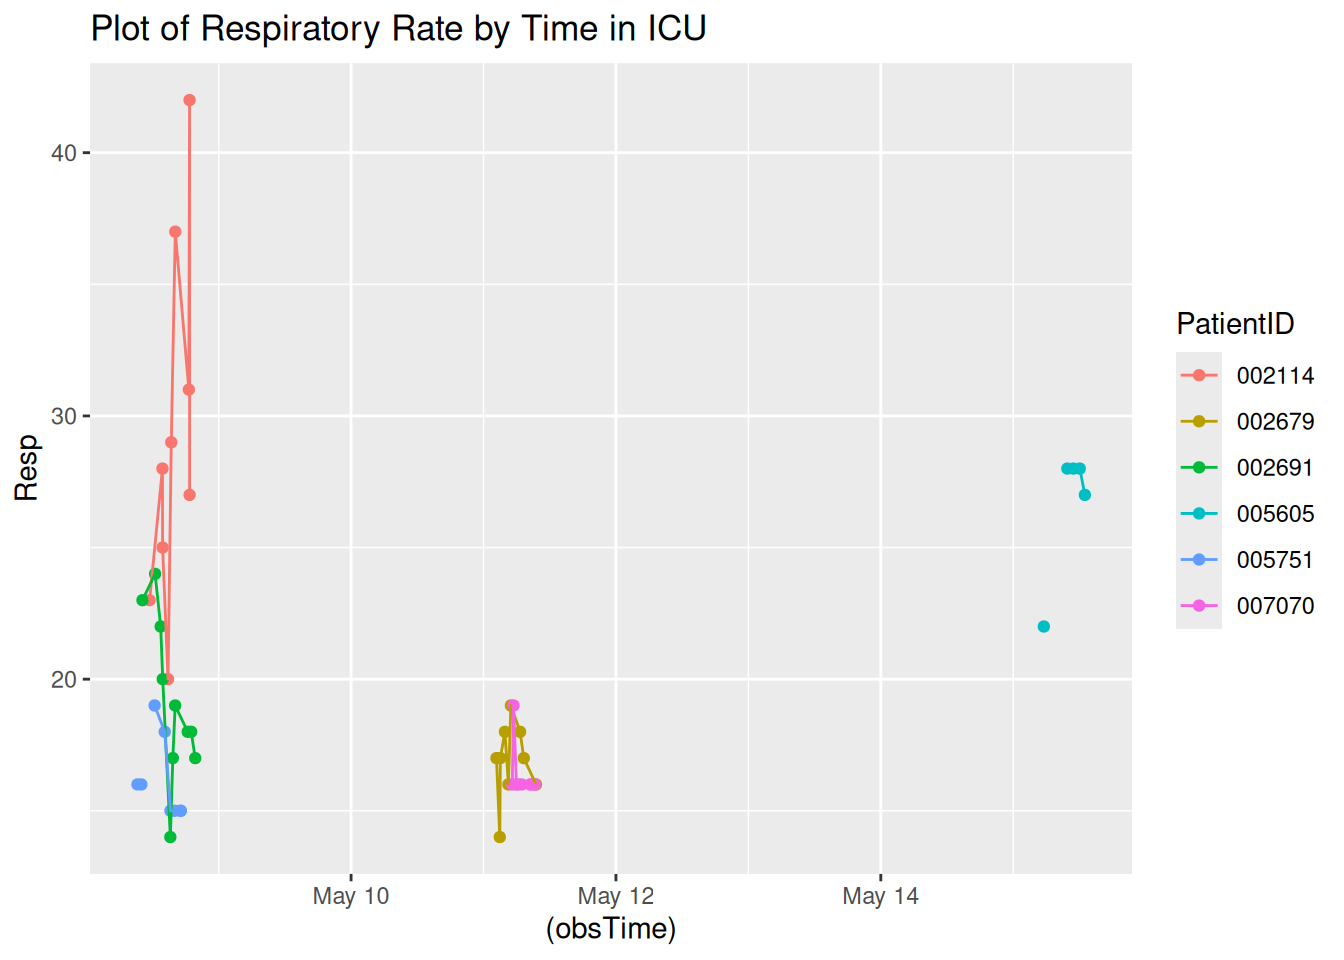 Plot of Respiratory Rate by Time in ICU
40
30
20
Resp
May 10
May 12
May 14
(obsTime)
PatientID
002114
002679
002691
005605
005751
007070